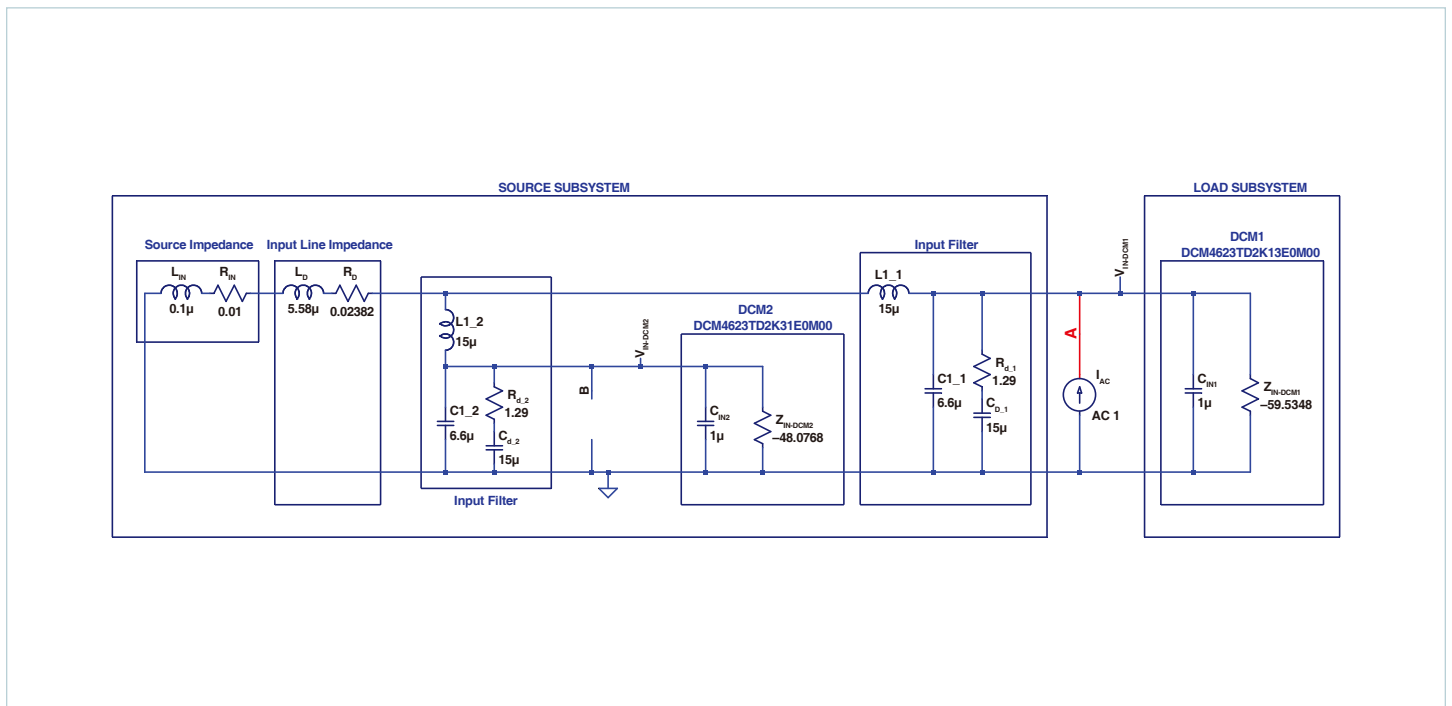 SOURCE SUBSYSTEM
LOAD SUBSYSTEM
Source Impedance
Input Line Impedance
Input Filter
DCM1
DCM4623TD2K13E0M00
L_IN
R_IN
0.1µ
0.01
L_D
R_D
5.58µ
0.02382
L1_2
15µ
C1_2
6.6µ
R_d_2
1.29
C_d_2
15µ
Input Filter
B
V_IN-DCM2
DCM2
DCM4623TD2K31E0M00
C_IN2
1µ
Z_IN-DCM2
–48.0768
L1_1
15µ
C1_1
6.6µ
R_d_1
1.29
C_D_1
15µ
A
I_AC
AC 1
V_IN-DCM1
C_IN1
1µ
Z_IN-DCM1
–59.5348